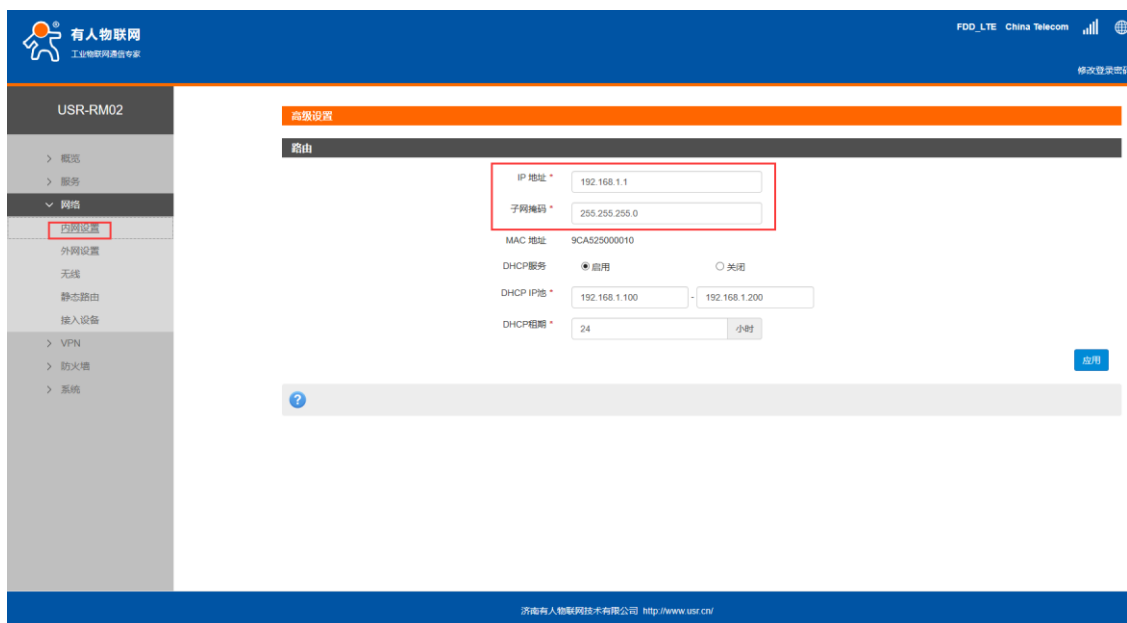 有人物联网
工业物联网通信专家
FDD_LTE China Telecom
修改登录密码
USR-RM02
概览
服务
网络
内网设置
外网设置
无线
静态路由
接入设备
VPN
防火墙
系统
高级设置
路由
IP 地址 * 192.168.1.1
子网掩码 * 255.255.255.0
MAC 地址 9CA525000010
DHCP服务 启用 关闭
DHCP IP池 * 192.168.1.100 - 192.168.1.200
DHCP租期 * 24 小时
应用
济南有人物联网技术有限公司 http://www.usr.cn/